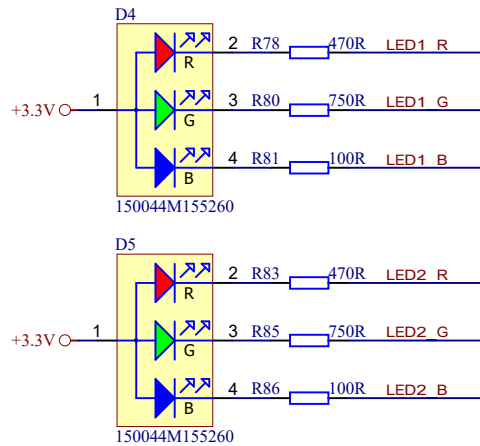 D4
2 R78 470R LED1_R
R
+3.3V 1 3 R80 750R LED1_G
G
4 R81 100R LED1_B
B
150044M155260
D5
2 R83 470R LED2_R
R
+3.3V 1 3 R85 750R LED2_G
G
4 R86 100R LED2_B
B
150044M155260